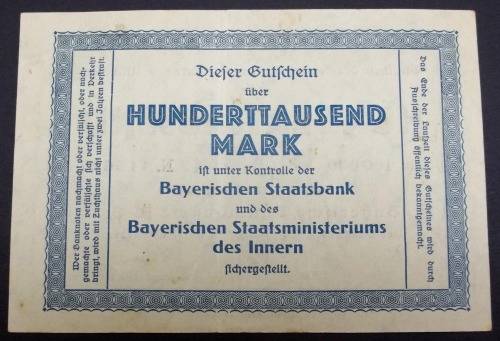 Wer Banknoten nachmacht oder verfälscht, oder nach-
gemachte oder verfälschte sich verschafft und in Verkehr
bringt, wird mit Zuchthaus nicht unter zwei Jahren bestraft.
Dieser Gutschein
über
HUNDERTTAUSEND
MARK
ist unter Kontrolle der
Bayerischen Staatsbank
und des
Bayerischen Staatsministeriums
des Innern
sichergestellt.
Das Ende der Laufzeit dieses Gutscheines wird durch
Ausschreibung öffentlich bekanntgemacht.